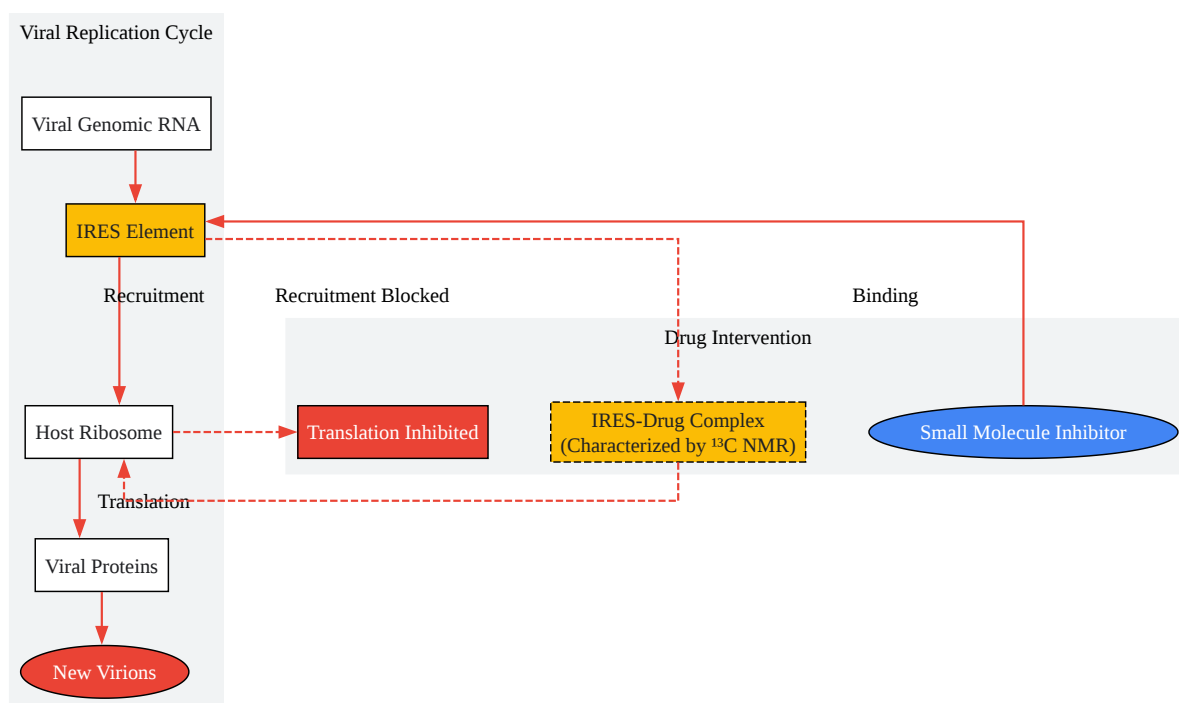 Viral Replication Cycle
Viral Genomic RNA
IRES Element
Recruitment
Recruitment Blocked
Binding
Drug Intervention
Host Ribosome
Translation Inhibited
IRES-Drug Complex
(Characterized by ¹³C NMR)
Small Molecule Inhibitor
Translation
Viral Proteins
New Virions